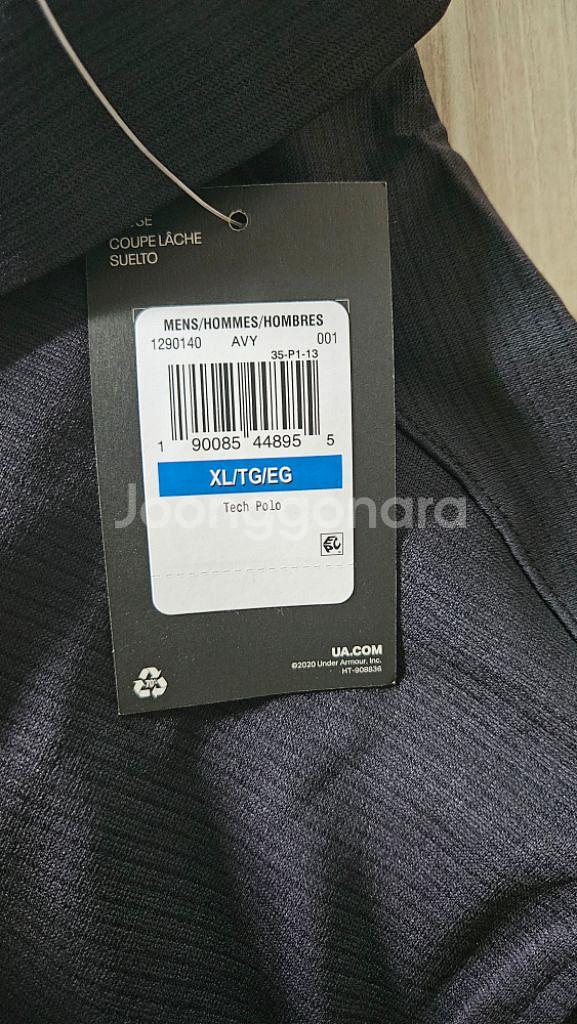 COUPE LÂCHE
SUELTO
MENS/HOMMES/HOMBRES
1290140 AVY 001
35-P1-13
1 90085 44895 5
XL/TG/EG
Tech Polo
Joonggonara
UA.COM
©2020 Under Armour, Inc.
HT-908836